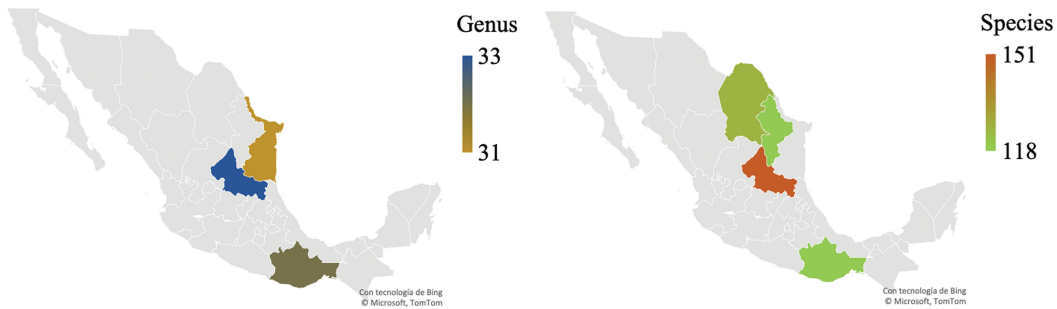 Genus
33
31
Con tecnología de Bing
© Microsoft, TomTom
Species
151
118
Con tecnología de Bing
© Microsoft, TomTom